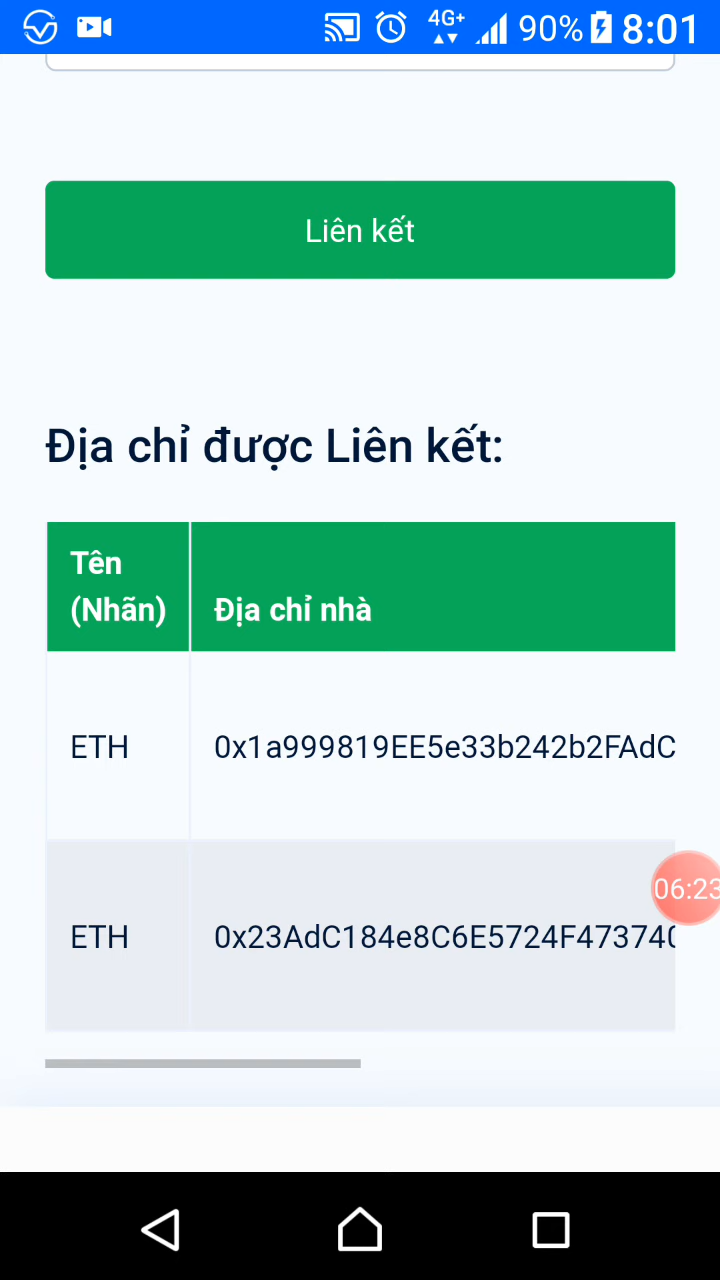 4G+ 90% 8:01
Liên kết
Địa chỉ được Liên kết:
Tên
(Nhãn) Địa chỉ nhà
ETH 0x1a999819EE5e33b242b2FAdC
06:23
ETH 0x23AdC184e8C6E5724F47374